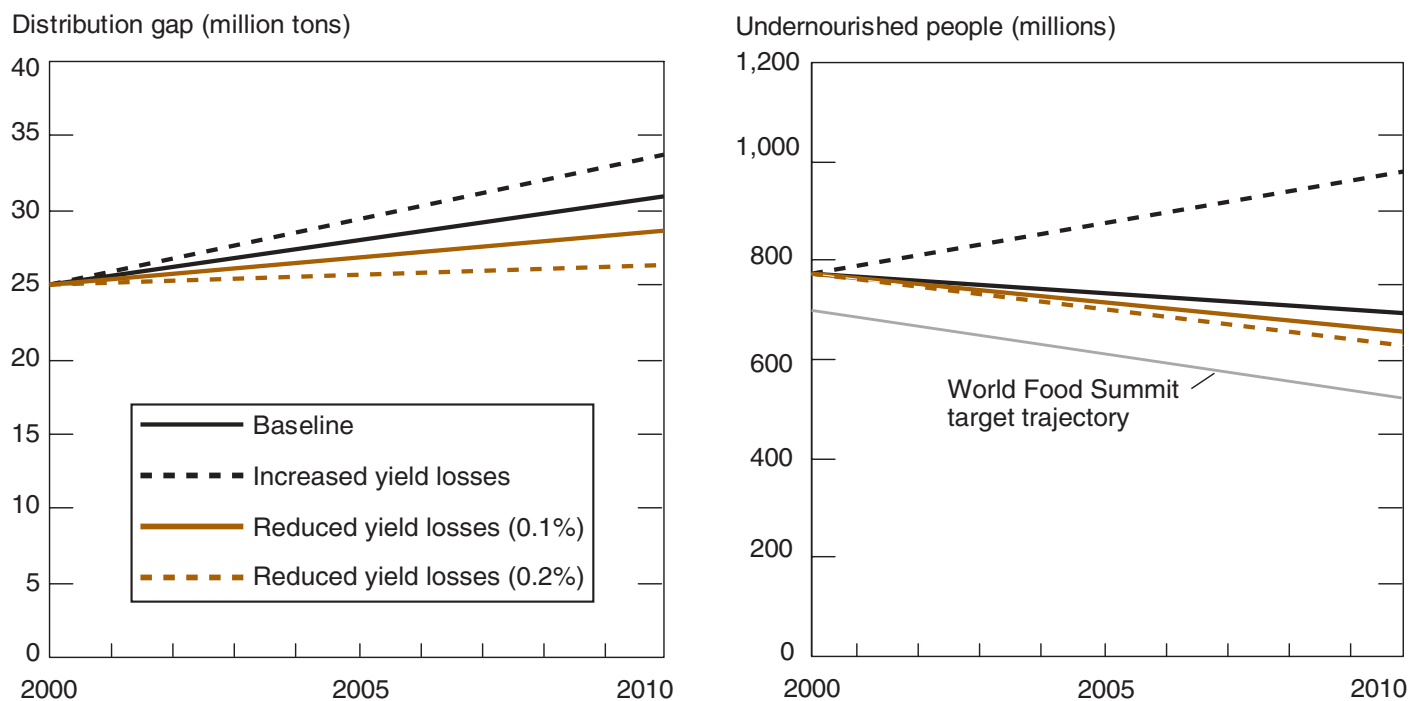 Distribution gap (million tons)
40
35
30
25
20
15
10
5
0
2000
2005
2010
Baseline
Increased yield losses
Reduced yield losses (0.1%)
Reduced yield losses (0.2%)
Undernourished people (millions)
1,200
1,000
800
600
400
200
0
2000
2005
2010
World Food Summit
target trajectory